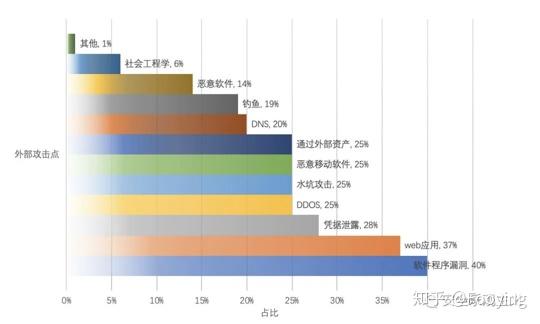 其他, 1%
社会工程学, 6%
恶意软件, 14%
钓鱼, 19%
DNS, 20%
通过外部资产, 25%
外部攻击点
恶意移动软件, 25%
水坑攻击, 25%
DDOS, 25%
凭据泄露, 28%
web应用, 37%
软件程序漏洞, 40%
0% 5% 10% 15% 20% 25% 30% 35%
占比
知乎